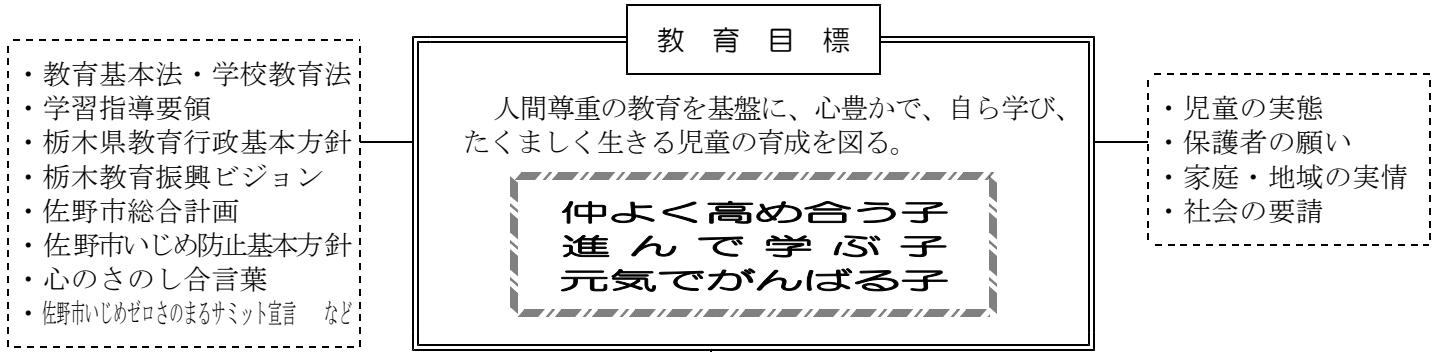 教育目標
・教育基本法・学校教育法
・学習指導要領
・栃木県教育行政基本方針
・栃木教育振興ビジョン
・佐野市総合計画
・佐野市いじめ防止基本方針
・心のさのし合言葉
・佐野市いじめゼロさのまるサミット宣言　など
人間尊重の教育を基盤に、心豊かで、自ら学び、
たくましく生きる児童の育成を図る。
仲よく高め合う子
進んで学ぶ子
元気でがんばる子
・児童の実態
・保護者の願い
・家庭・地域の実情
・社会の要請